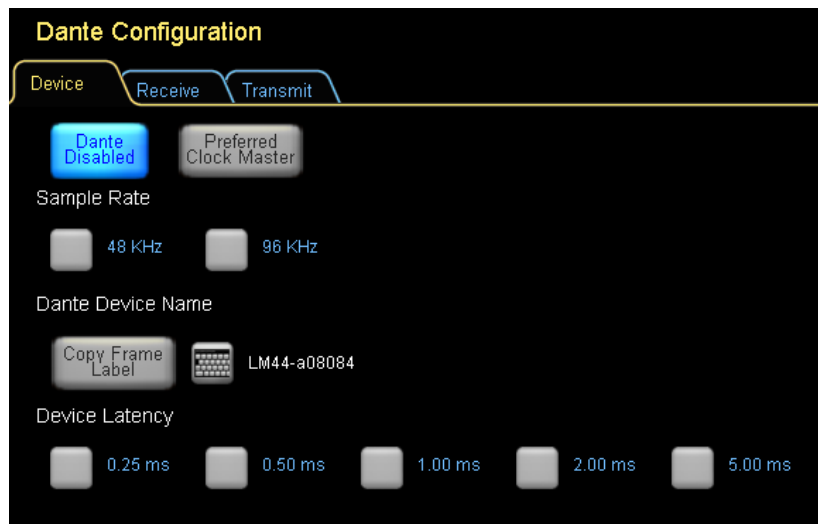 Dante Configuration
Device Receive Transmit
Dante
Disabled
Preferred
Clock Master
Sample Rate
48 KHz 96 KHz
Dante Device Name
Copy Frame
Label
LM44-a08084
Device Latency
0.25 ms 0.50 ms 1.00 ms 2.00 ms 5.00 ms